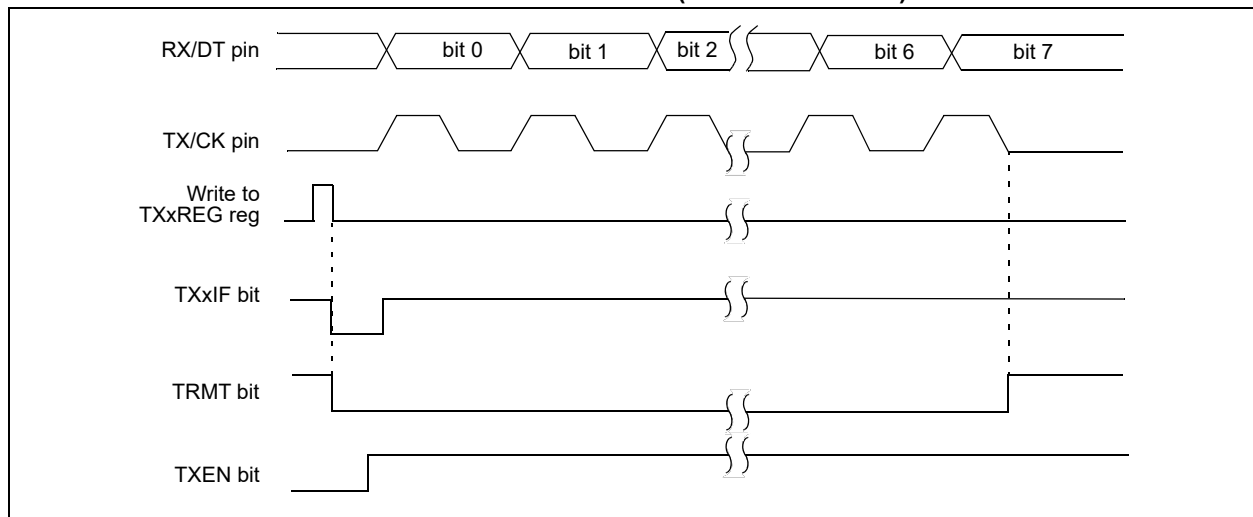 RX/DT pin
bit 0
bit 1
bit 2
bit 6
bit 7
TX/CK pin
Write to
TXxREG reg
TXxIF bit
TRMT bit
TXEN bit